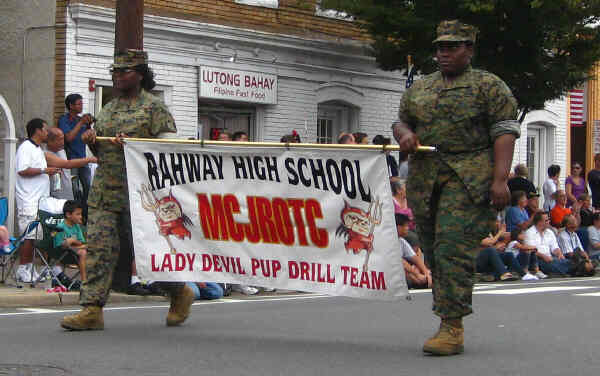 LUTONG BAHAY
Filipino Fast Food
RAHWAY HIGH SCHOOL
MCJROTC
LADY DEVIL PUP DRILL TEAM